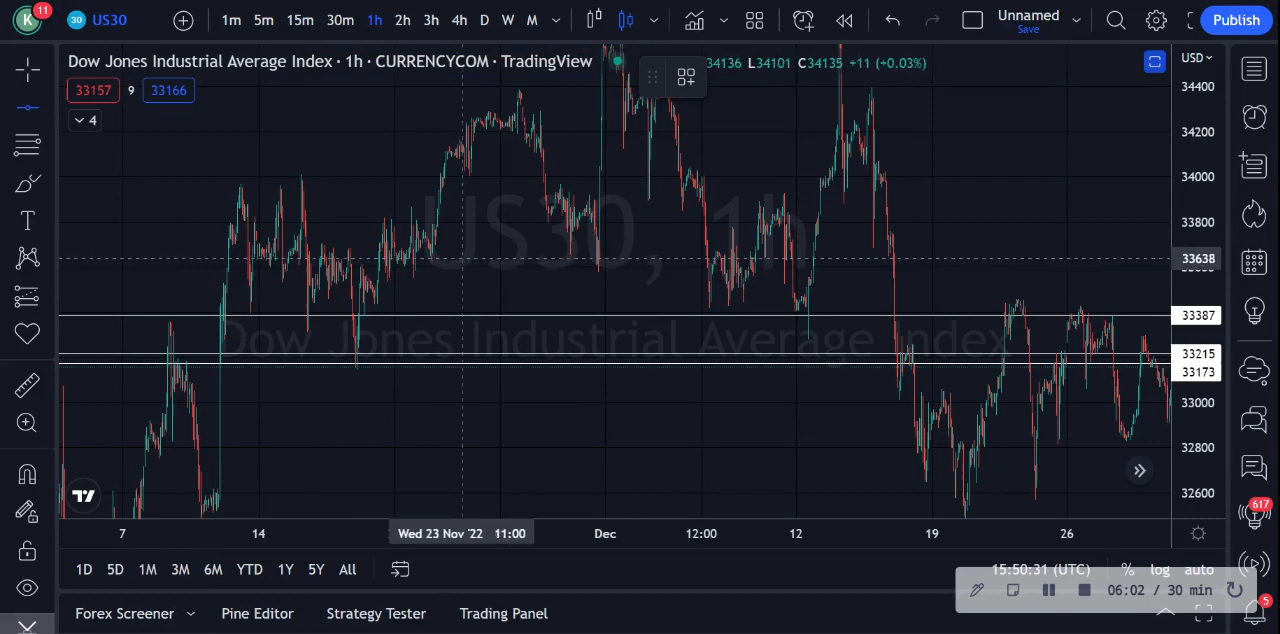 K 11 30 US30 1m 5m 15m 30m 1h 2h 3h 4h D W M Unnamed Save Publish
Dow Jones Industrial Average Index · 1h · CURRENCYCOM · TradingView 34136 L34101 C34135 +11 (+0.03%) USD
33157 9 33166
4
34400
34200
34000
33800
33638
33387
33215
33173
33000
32800
32600
US30, 1h
Dow Jones Industrial Average Index
7 14 Wed 23 Nov '22 11:00 Dec 12:00 12 19 26
617
1D 5D 1M 3M 6M YTD 1Y 5Y All 15:50:31 (UTC) % log auto
06:02 / 30 min
5
Forex Screener Pine Editor Strategy Tester Trading Panel